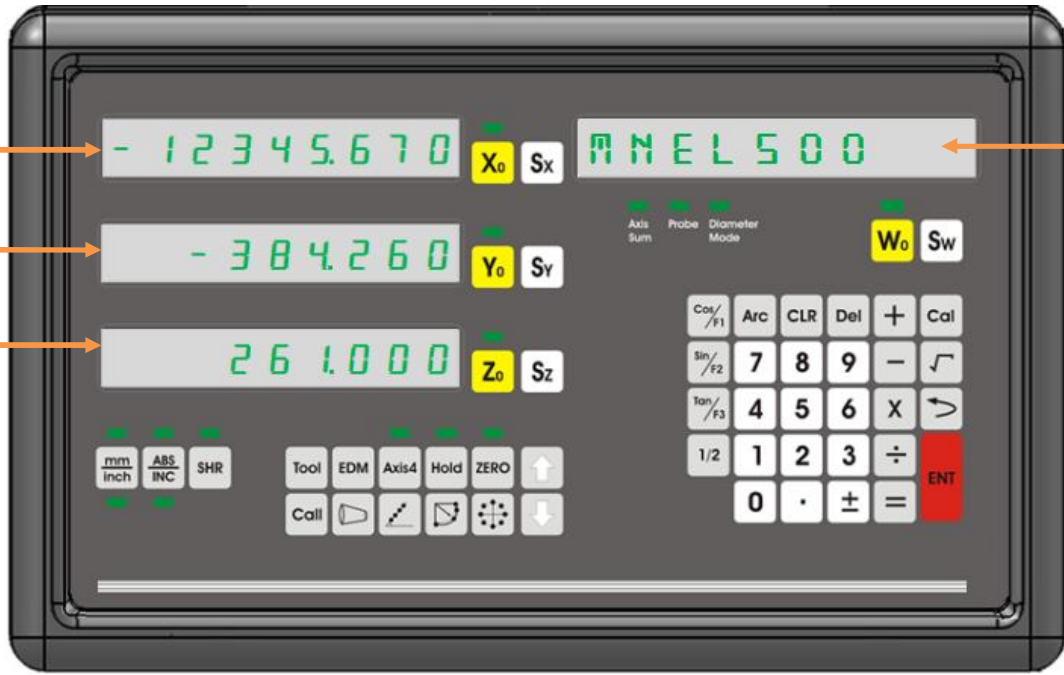 - 12345.670
X0 SX
MNEL500
- 384.260
Y0 SY
Axis Sum
Probe
Diameter Mode
W0 SW
261.000
Z0 SZ
Cos/F1 Arc CLR Del + Cal
Sin/F2 7 8 9 - √
Tan/F3 4 5 6 X
1/2 1 2 3 ÷ ENT
0 . ± =
mm/inch ABS/INC SHR
Tool EDM Axis4 Hold ZERO
Call